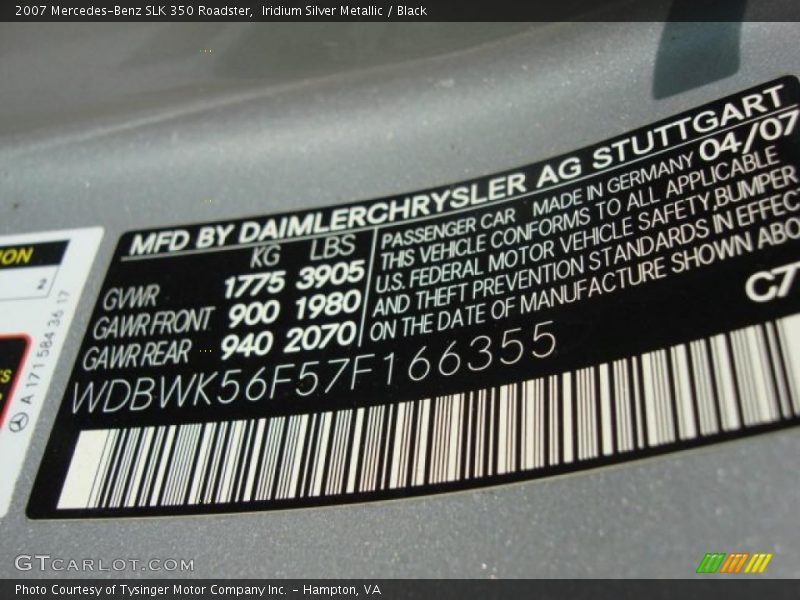 2007 Mercedes-Benz SLK 350 Roadster,  Iridium Silver Metallic / Black
MFD BY DAIMLERCHRYSLER AG STUTTGART
KG LBS
GVWR 1775 3905
GAWR FRONT 900 1980
GAWR REAR 940 2070
PASSENGER CAR MADE IN GERMANY 04/07
THIS VEHICLE CONFORMS TO ALL APPLICABLE
U.S. FEDERAL MOTOR VEHICLE SAFETY,BUMPER
AND THEFT PREVENTION STANDARDS IN EFFEC
ON THE DATE OF MANUFACTURE SHOWN ABO
C7
WDBWK56F57F166355
ION
A 171 584 36 17
GTCARLOT.COM
Photo Courtesy of Tysinger Motor Company Inc. - Hampton, VA